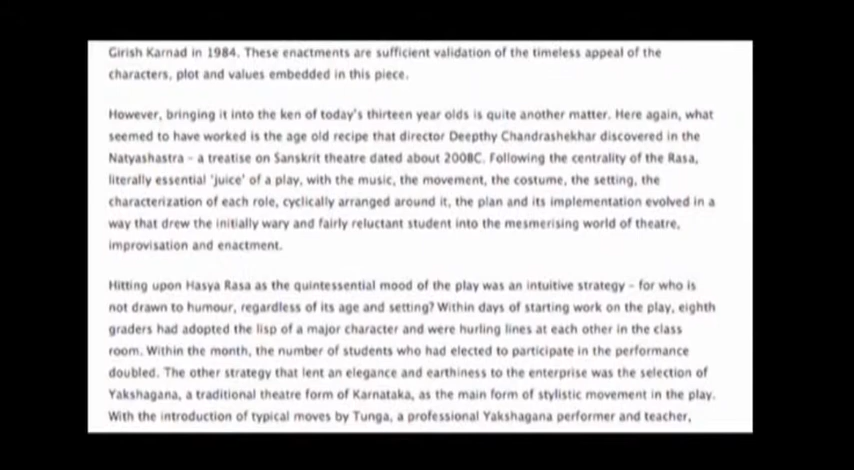 Girish Karnad in 1984. These enactments are sufficient validation of the timeless appeal of the
characters, plot and values embedded in this piece.
However, bringing it into the ken of today's thirteen year olds is quite another matter. Here again, what
seemed to have worked is the age old recipe that director Deepthy Chandrashekhar discovered in the
Natyashastra - a treatise on Sanskrit theatre dated about 200BC. Following the centrality of the Rasa,
literally essential 'juice' of a play, with the music, the movement, the costume, the setting, the
characterization of each role, cyclically arranged around it, the plan and its implementation evolved in a
way that drew the initially wary and fairly reluctant student into the mesmerising world of theatre,
improvisation and enactment.
Hitting upon Hasya Rasa as the quintessential mood of the play was an intuitive strategy - for who is
not drawn to humour, regardless of its age and setting? Within days of starting work on the play, eighth
graders had adopted the lisp of a major character and were hurling lines at each other in the class
room. Within the month, the number of students who had elected to participate in the performance
doubled. The other strategy that lent an elegance and earthiness to the enterprise was the selection of
Yakshagana, a traditional theatre form of Karnataka, as the main form of stylistic movement in the play.
With the introduction of typical moves by Tunga, a professional Yakshagana performer and teacher,